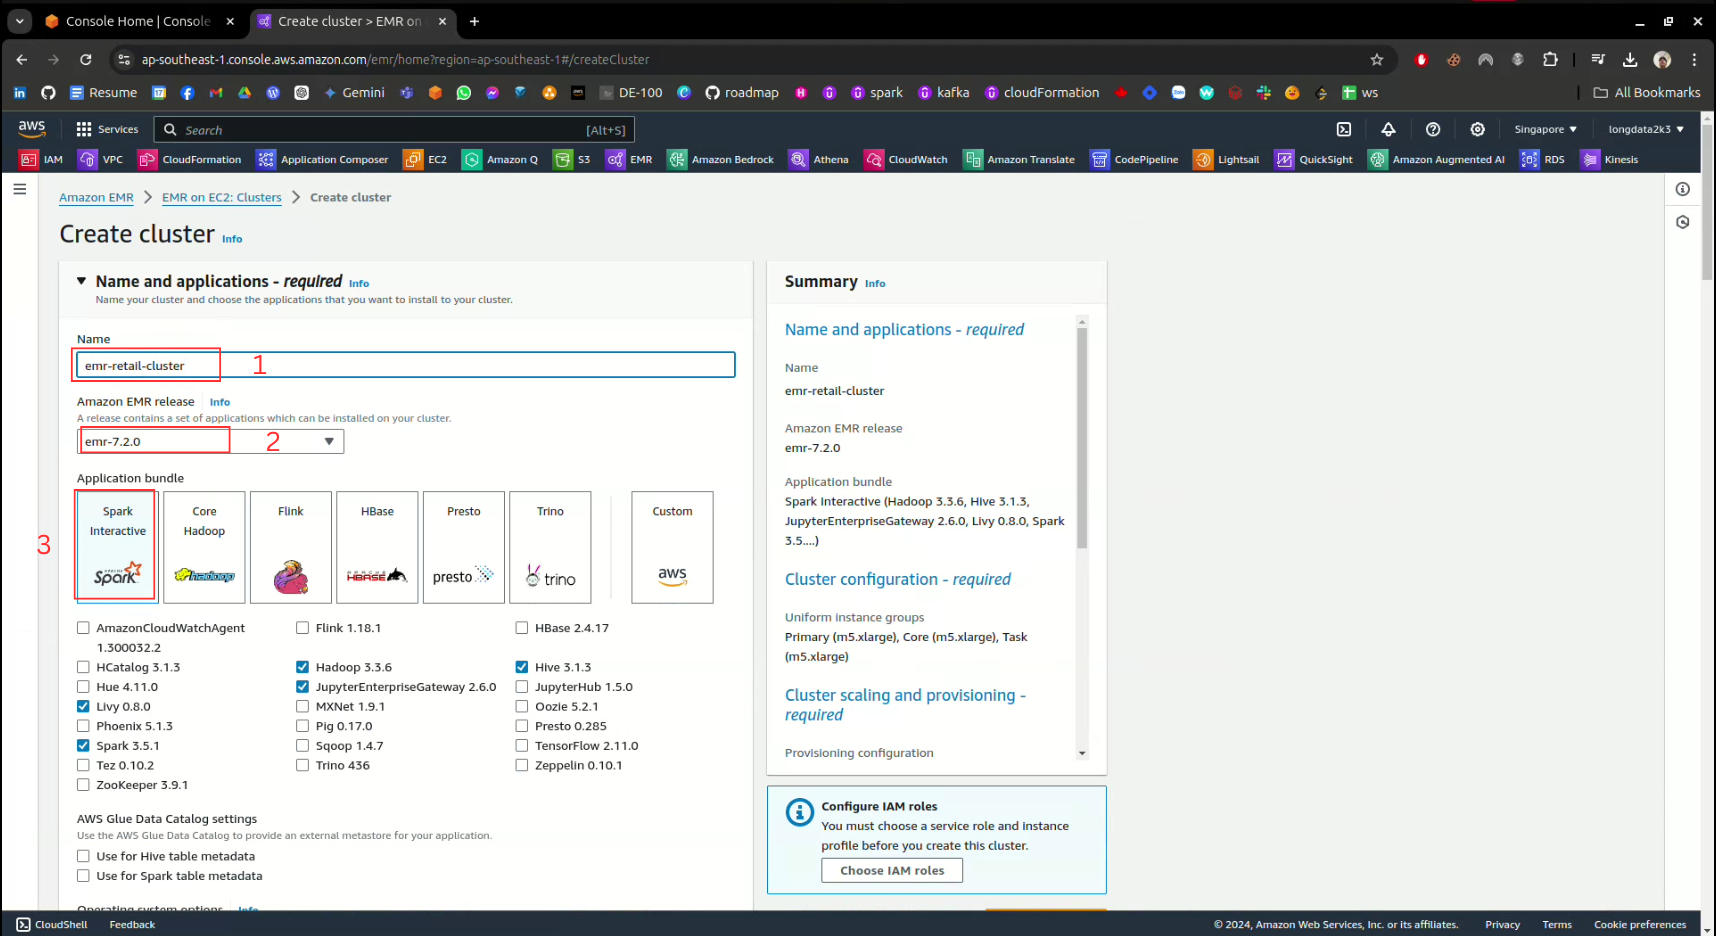 Console Home | Console
Create cluster > EMR on
ap-southeast-1.console.aws.amazon.com/emr/home?region=ap-southeast-1#/createCluster
Resume
Gemini
DE-100
roadmap
spark
kafka
cloudFormation
ws
All Bookmarks
aws
Services
Search
[Alt+S]
Singapore
longdata2k3
IAM
VPC
CloudFormation
Application Composer
EC2
Amazon Q
S3
EMR
Amazon Bedrock
Athena
CloudWatch
Amazon Translate
CodePipeline
Lightsail
QuickSight
Amazon Augmented AI
RDS
Kinesis
Amazon EMR
EMR on EC2: Clusters
Create cluster
Create cluster Info
Name and applications - required Info
Name your cluster and choose the applications that you want to install to your cluster.
Name
emr-retail-cluster
1
Amazon EMR release Info
A release contains a set of applications which can be installed on your cluster.
emr-7.2.0
2
Application bundle
3
Spark
Interactive
APACHE
Spark
Core
Hadoop
hadoop
Flink
HBase
APACHE
HBASE
Presto
presto
Trino
trino
Custom
aws
AmazonCloudWatchAgent
1.300032.2
Flink 1.18.1
HBase 2.4.17
HCatalog 3.1.3
Hadoop 3.3.6
Hive 3.1.3
Hue 4.11.0
JupyterEnterpriseGateway 2.6.0
JupyterHub 1.5.0
Livy 0.8.0
MXNet 1.9.1
Oozie 5.2.1
Phoenix 5.1.3
Pig 0.17.0
Presto 0.285
Spark 3.5.1
Sqoop 1.4.7
TensorFlow 2.11.0
Tez 0.10.2
Trino 436
Zeppelin 0.10.1
ZooKeeper 3.9.1
AWS Glue Data Catalog settings
Use the AWS Glue Data Catalog to provide an external metastore for your application.
Use for Hive table metadata
Use for Spark table metadata
Operating system options Info
Summary Info
Name and applications - required
Name
emr-retail-cluster
Amazon EMR release
emr-7.2.0
Application bundle
Spark Interactive (Hadoop 3.3.6, Hive 3.1.3,
JupyterEnterpriseGateway 2.6.0, Livy 0.8.0, Spark
3.5....)
Cluster configuration - required
Uniform instance groups
Primary (m5.xlarge), Core (m5.xlarge), Task
(m5.xlarge)
Cluster scaling and provisioning -
required
Provisioning configuration
Configure IAM roles
You must choose a service role and instance
profile before you create this cluster.
Choose IAM roles
CloudShell
Feedback
© 2024, Amazon Web Services, Inc. or its affiliates.
Privacy
Terms
Cookie preferences